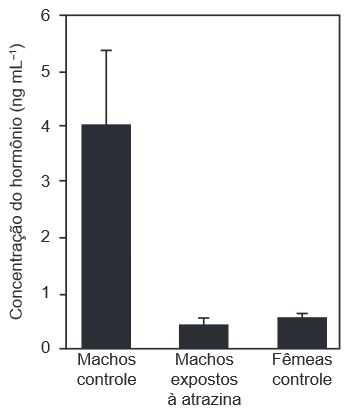 Concentração do hormônio (ng mL⁻¹)
6
5
4
3
2
1
0
Machos
controle
Machos
expostos
à atrazina
Fêmeas
controle